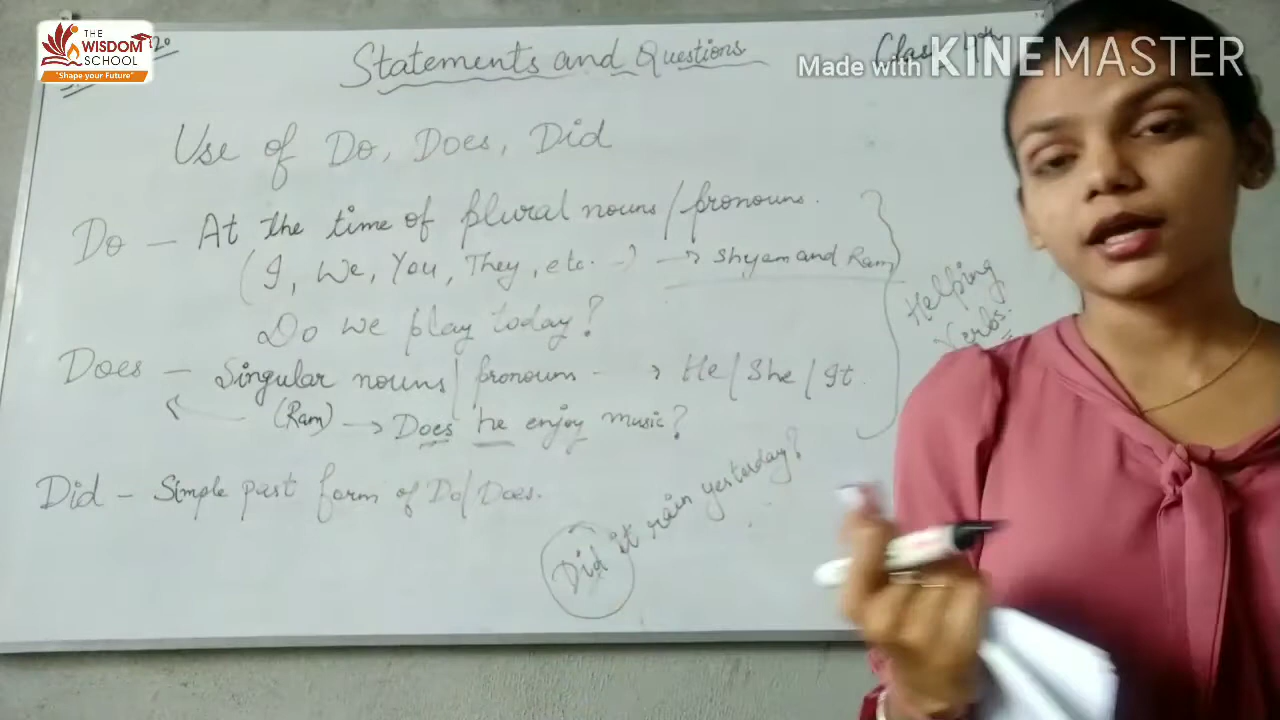 THE
WISDOM
SCHOOL
"Shape your Future"
20
Statements and Questions
Class
Made with KINEMASTER
Use of Do, Does, Did
Do — At the time of plural nouns/pronouns.
(I, We, You, They, etc. -) → Shyam and Ram
Do we play today?
Does — Singular nouns/pronouns → He/She/It
(Ram) → Does he enjoy music?
Helping
Verbs.
Did — Simple past form of Do/Does.
Did it rain yesterday?